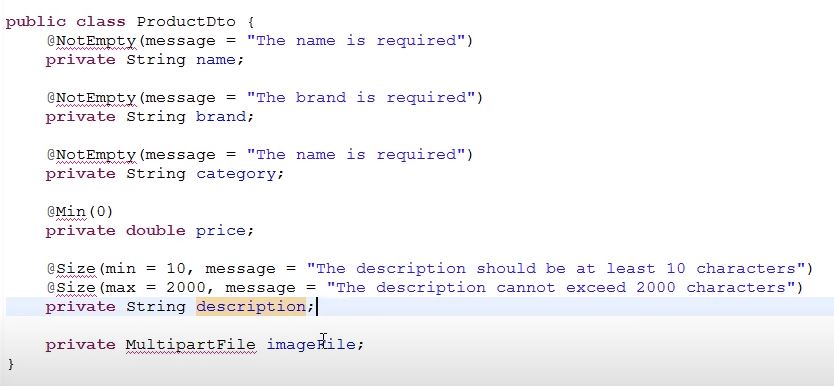 public class ProductDto {
@NotEmpty(message = "The name is required")
private String name;
@NotEmpty(message = "The brand is required")
private String brand;
@NotEmpty(message = "The name is required")
private String category;
@Min(0)
private double price;
@Size(min = 10, message = "The description should be at least 10 characters")
@Size(max = 2000, message = "The description cannot exceed 2000 characters")
private String description;
private MultipartFile imageFile;
}